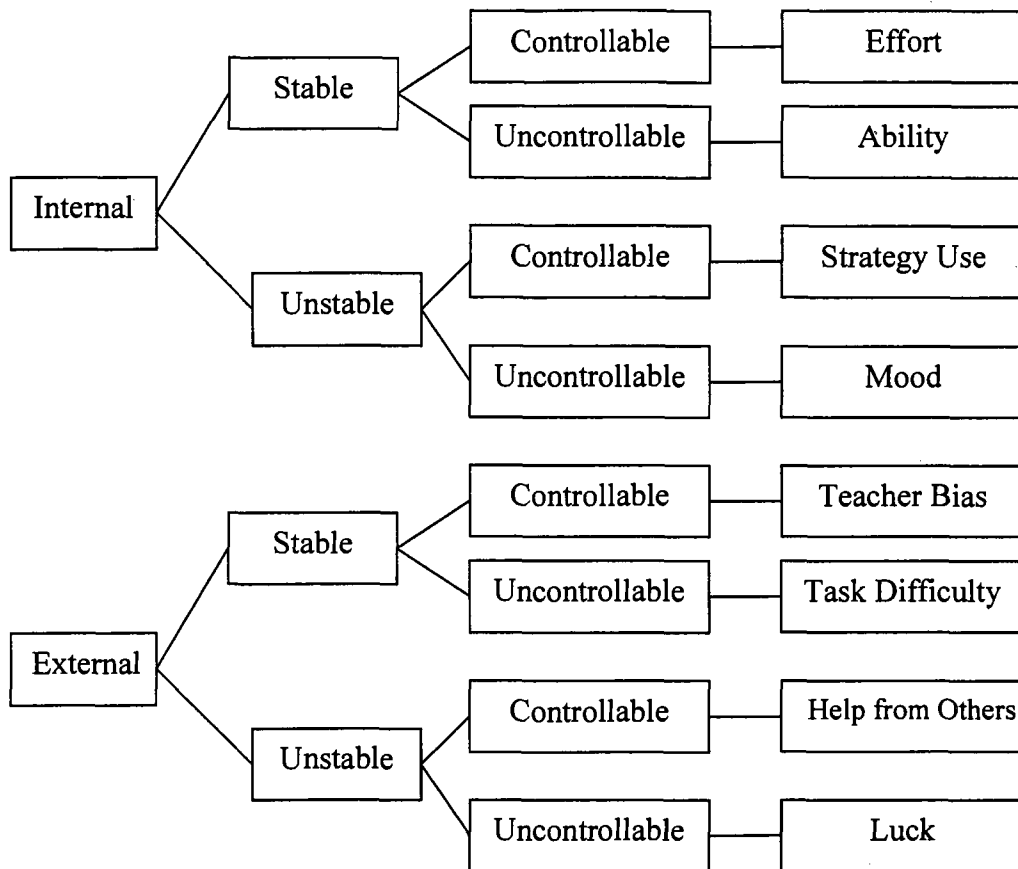 Controllable
Effort
Stable
Uncontrollable
Ability
Internal
Controllable
Strategy Use
Unstable
Uncontrollable
Mood
Controllable
Teacher Bias
Stable
Uncontrollable
Task Difficulty
External
Controllable
Help from Others
Unstable
Uncontrollable
Luck